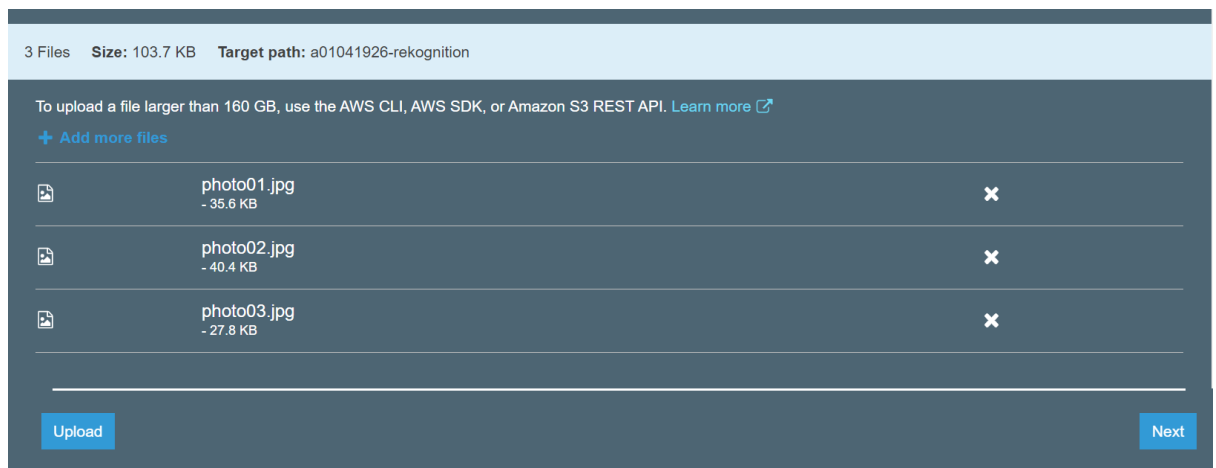 3 Files Size: 103.7 KB Target path: a01041926-rekognition
To upload a file larger than 160 GB, use the AWS CLI, AWS SDK, or Amazon S3 REST API. Learn more
Add more files
photo01.jpg
- 35.6 KB
photo02.jpg
- 40.4 KB
photo03.jpg
- 27.8 KB
Upload Next